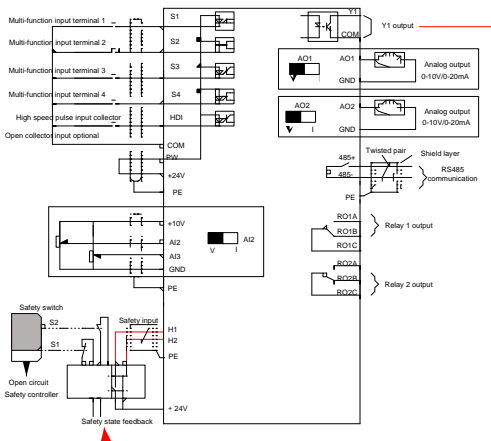 Multi-function input terminal 1
S1
Multi-function input terminal 2
S2
Multi-function input terminal 3
S3
Multi-function input terminal 4
S4
High speed pulse input collector
HDI
Open collector input optional
COM
PW
+24V
PE
+10V
AI2
AI3
GND
PE
V I
AI2
Safety switch
S2
S1
Open circuit
Safety controller
Safety input
H1
H2
PE
+ 24V
Safety state feedback
Y1
COM
Y1 output
AO1
V I
AO1
GND
Analog output
0-10V/0-20mA
AO2
V I
AO2
GND
Analog output
0-10V/0-20mA
Twisted pair
Shield layer
485+
485-
RS485
communication
PE
RO1A
RO1B
RO1C
Relay 1 output
RO2A
RO2B
RO2C
Relay 2 output